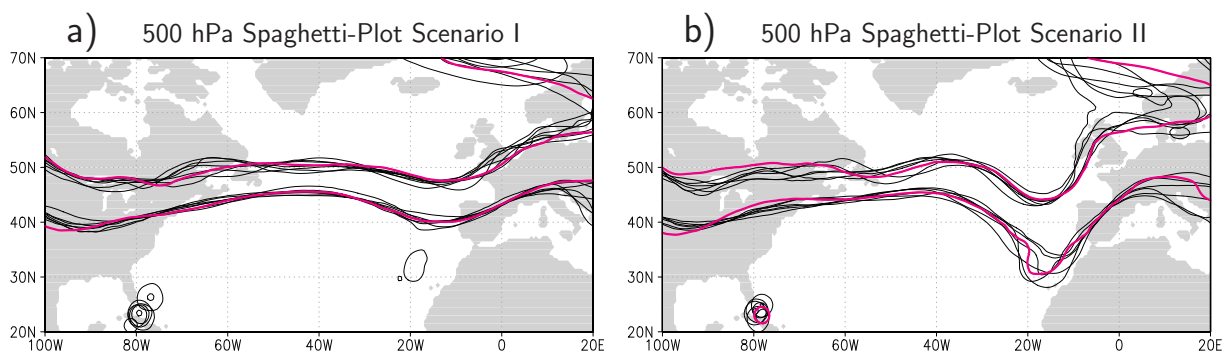 a) 500 hPa Spaghetti-Plot Scenario I
70N
60N
50N
40N
30N
20N
100W 80W 60W 40W 20W 0 20E
b) 500 hPa Spaghetti-Plot Scenario II
70N
60N
50N
40N
30N
20N
100W 80W 60W 40W 20W 0 20E